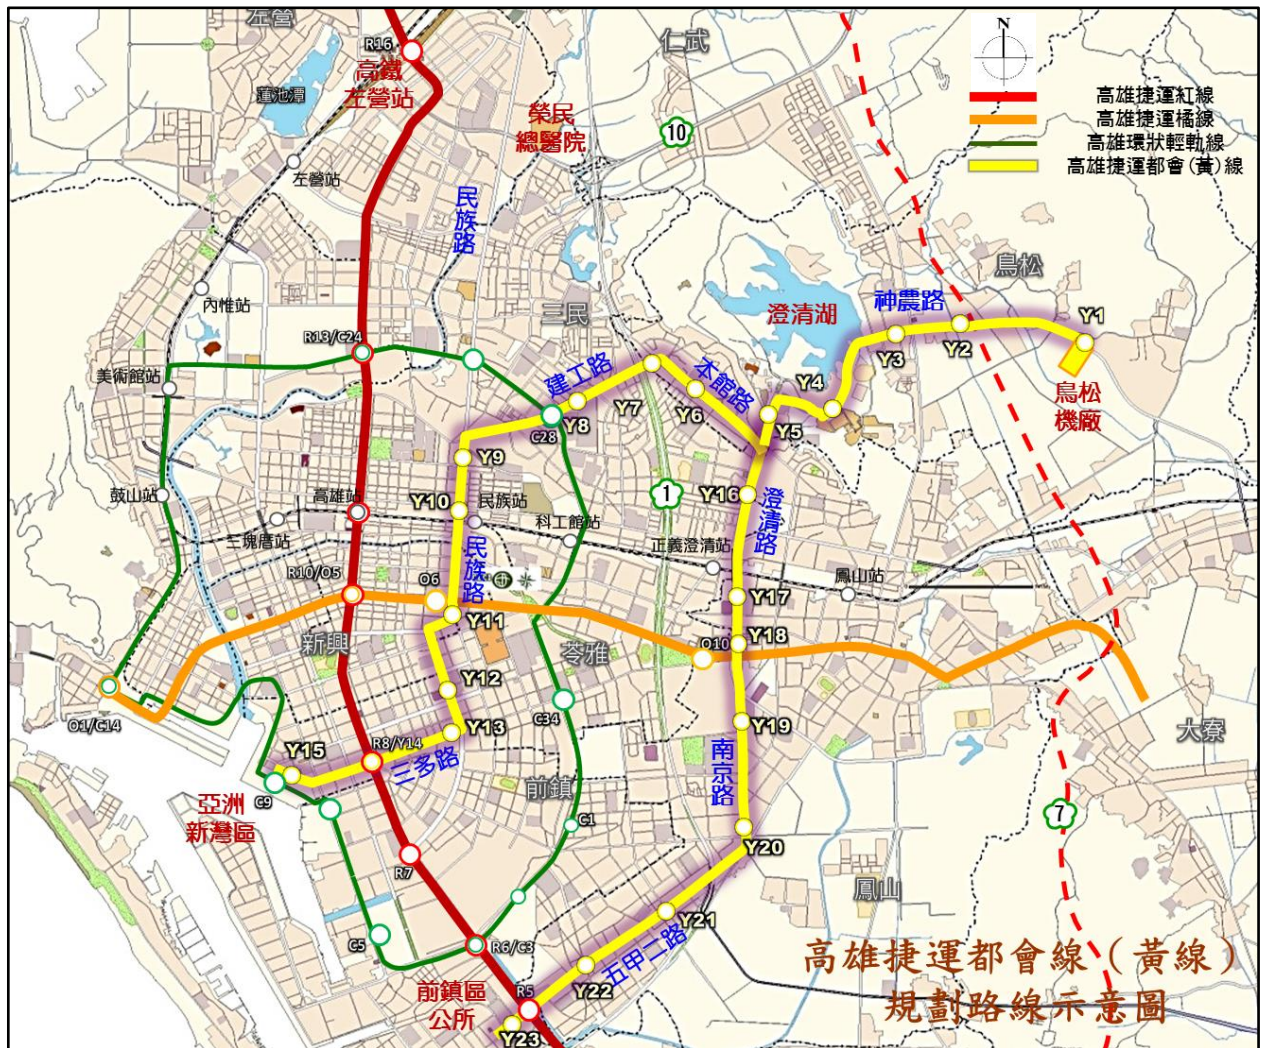 左營
R16
高鐵
左營站
蓮池潭
仁武
N
高雄捷運紅線
高雄捷運橘線
高雄環狀輕軌線
高雄捷運都會(黃)線
榮民
總醫院
10
左營站
民族路
內惟站
三民
澄清湖
神農路
鳥松
Y1
Y2
Y3
R13/C24
美術館站
建工路
本館路
Y4
鳥松
機廠
Y7
Y6
Y5
C28
Y8
Y9
鼓山站
高雄站
Y10
民族站
1
Y16
澄清路
三塊厝站
科工館站
正義澄清站
鳳山站
民族路
R10/O5
O6
Y11
Y17
新興
苓雅
O10
Y18
Y12
O1/C14
C34
Y19
大寮
Y13
R8/Y14
三多路
Y15
C9
南京路
前鎮
亞洲
新灣區
C1
7
Y20
R7
鳳山
Y21
C5
R6/C3
五甲二路
Y22
高雄捷運都會線（黃線）
規劃路線示意圖
前鎮區
公所
R5
Y23